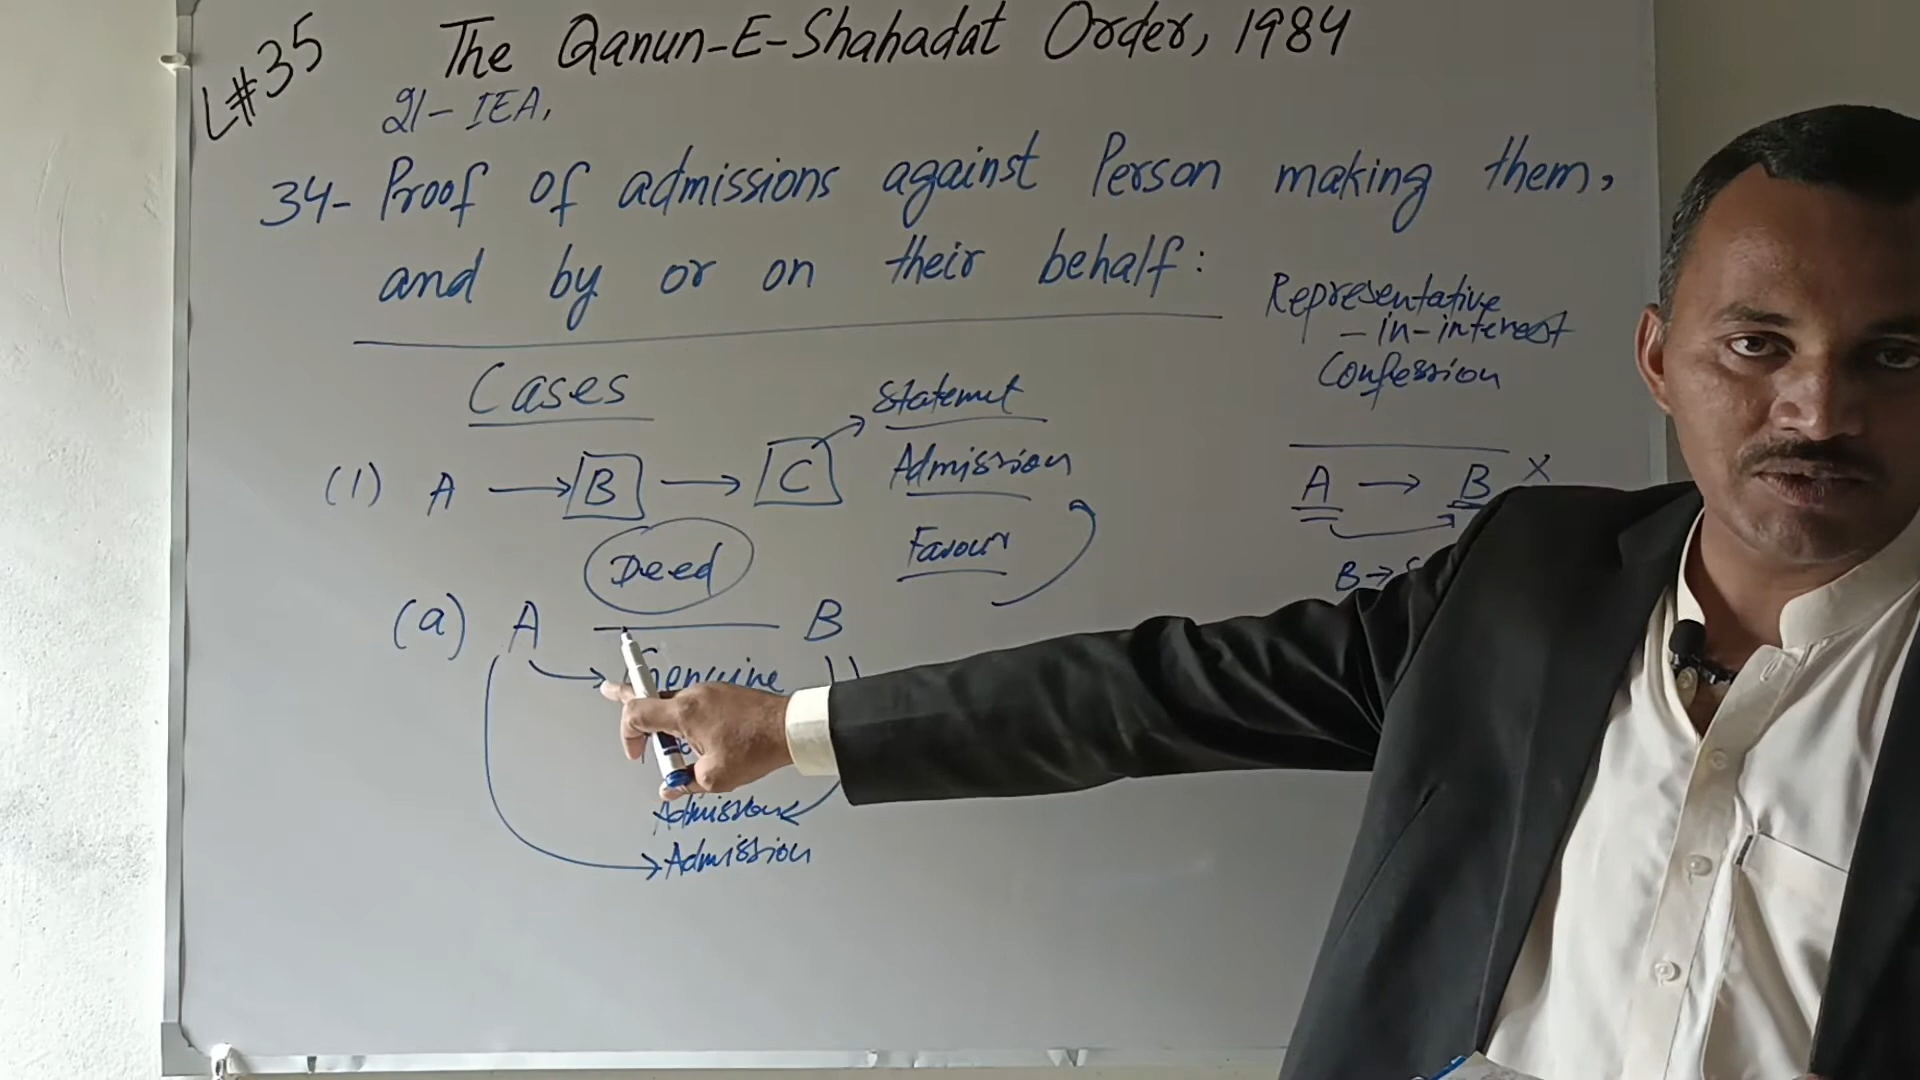 L#35
The Qanun-E-Shahadat Order, 1984
21- IEA,
34- Proof of admissions against Person making them,
and by or on their behalf:
Representative
-in-interest
Confession
Cases
Statemet
(1) A → B → C
Admission
Favour
A → B X
B →
Deed
(a) A B
Genuine
Admission
Admission